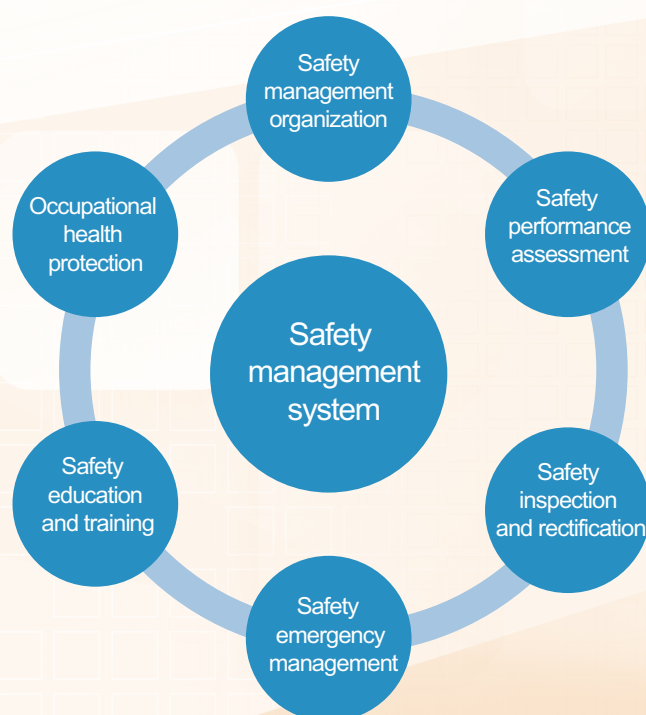 Safety
management
organization
Safety
performance
assessment
Safety
inspection
and rectification
Safety
emergency
management
Safety
education
and training
Occupational
health
protection
Safety
management
system